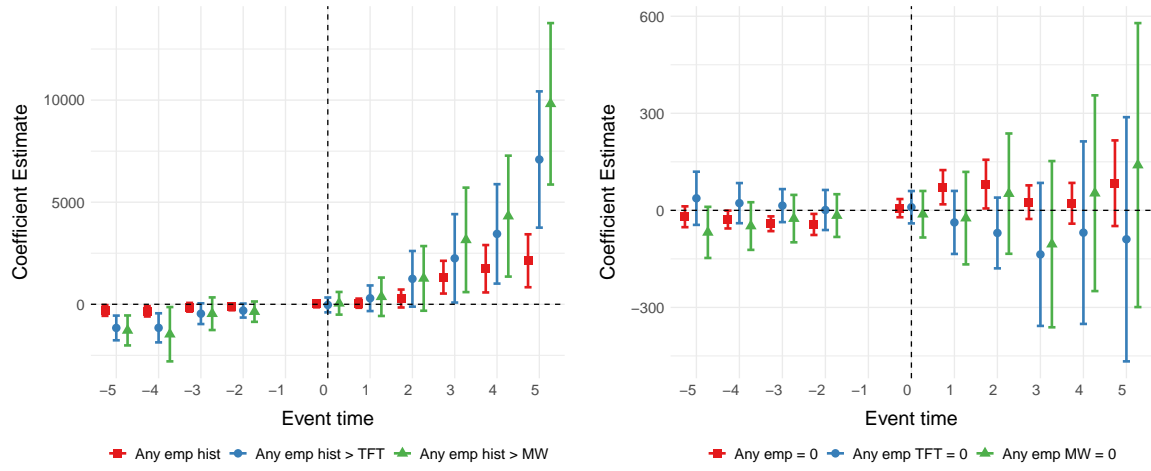 Coefficient Estimate
10000
5000
0
−5 −4 −3 −2 −1 0 1 2 3 4 5
Event time
Any emp hist Any emp hist > TFT Any emp hist > MW
Coefficient Estimate
600
300
0
−300
−5 −4 −3 −2 −1 0 1 2 3 4 5
Event time
Any emp = 0 Any emp TFT = 0 Any emp MW = 0